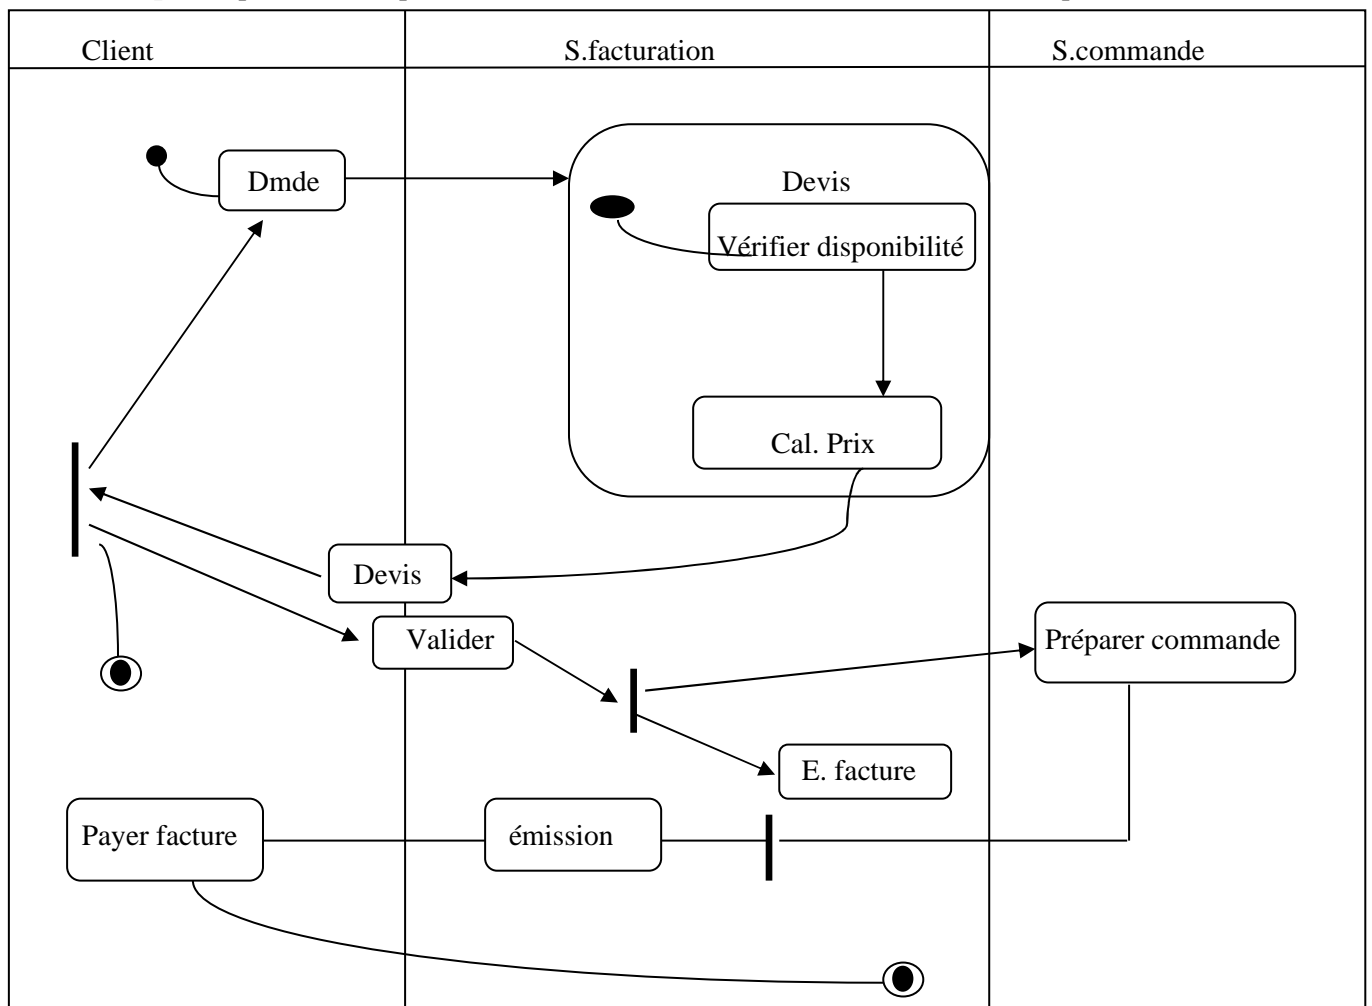 Client
S.facturation
S.commande
Dmde
Devis
Vérifier disponibilité
Cal. Prix
Devis
Valider
Préparer commande
E. facture
Payer facture
émission